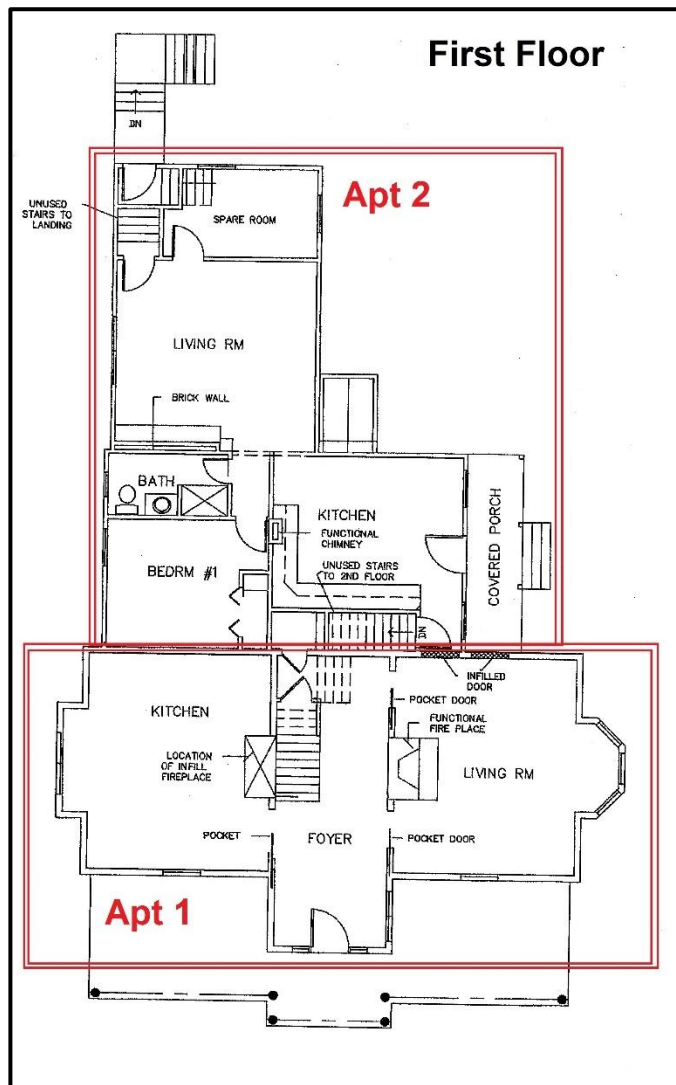 First Floor
DN
Apt 2
UNUSED
STAIRS TO
LANDING
SPARE ROOM
LIVING RM
BRICK WALL
BATH
KITCHEN
FUNCTIONAL
CHIMNEY
COVERED PORCH
BEDRM #1
UNUSED STAIRS
TO 2ND FLOOR
DN
INFILLED
DOOR
KITCHEN
POCKET DOOR
FUNCTIONAL
FIRE PLACE
LOCATION
OF INFILL
FIREPLACE
LIVING RM
POCKET
FOYER
POCKET DOOR
Apt 1